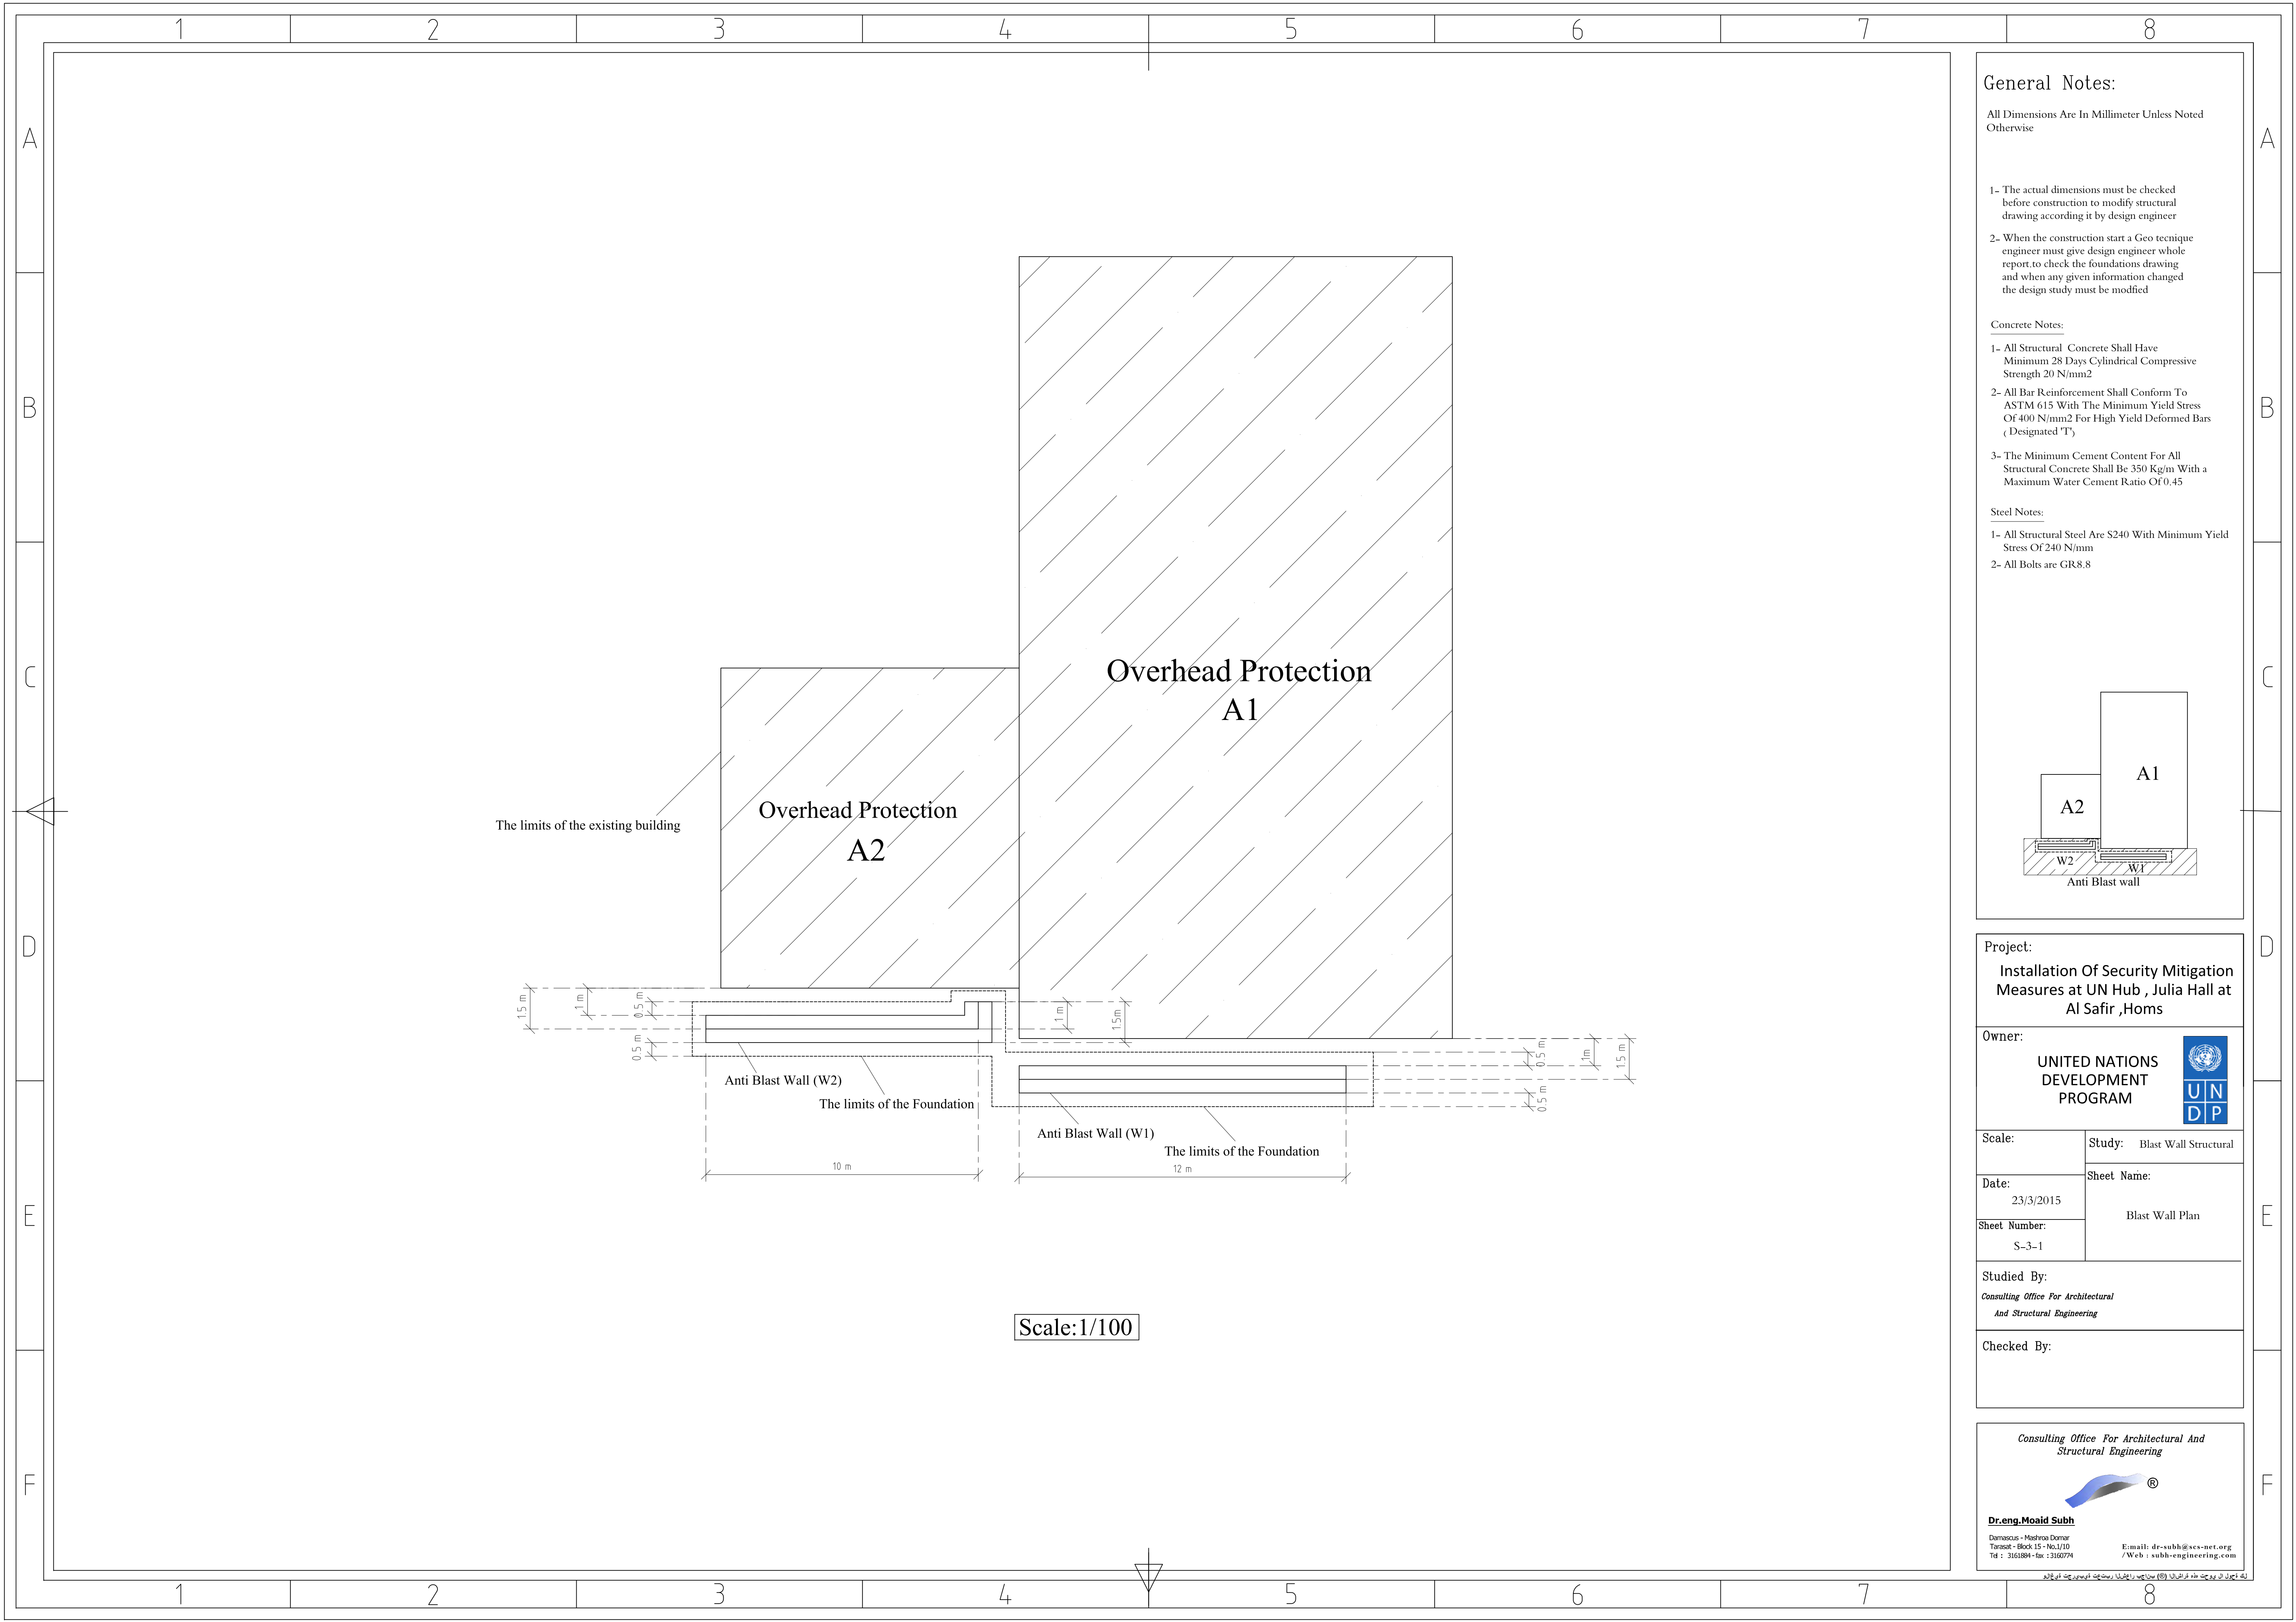 1 2 3 4 5 6 7 8
A A
B B
C C
D D
E E
F F
Overhead Protection
A1
Overhead Protection
A2
The limits of the existing building
1.5 m
1 m
0.5 m
0.5 m
1 m
1.5m
0.5 m
1m
1.5 m
0.5 m
Anti Blast Wall (W2)
The limits of the Foundation
Anti Blast Wall (W1)
The limits of the Foundation
10 m
12 m
Scale:1/100
1 2 3 4 5 6 7 8
General Notes:
All Dimensions Are In Millimeter Unless Noted
Otherwise
1- The actual dimensions must be checked
before construction to modify structural
drawing according it by design engineer
2- When the construction start a Geo tecnique
engineer must give design engineer whole
report.to check the foundations drawing
and when any given information changed
the design study must be modfied
Concrete Notes:
1- All Structural Concrete Shall Have
Minimum 28 Days Cylindrical Compressive
Strength 20 N/mm2
2- All Bar Reinforcement Shall Conform To
ASTM 615 With The Minimum Yield Stress
Of 400 N/mm2 For High Yield Deformed Bars
( Designated 'T')
3- The Minimum Cement Content For All
Structural Concrete Shall Be 350 Kg/m With a
Maximum Water Cement Ratio Of 0.45
Steel Notes:
1- All Structural Steel Are S240 With Minimum Yield
Stress Of 240 N/mm
2- All Bolts are GR8.8
A1
A2
W2
W1
Anti Blast wall
Project:
Installation Of Security Mitigation
Measures at UN Hub , Julia Hall at
Al Safir ,Homs
Owner:
UNITED NATIONS
DEVELOPMENT
PROGRAM
U N
D P
Scale:
Study: Blast Wall Structural
Date:
23/3/2015
Sheet Name:
Blast Wall Plan
Sheet Number:
S-3-1
Studied By:
Consulting Office For Architectural
And Structural Engineering
Checked By:
Consulting Office For Architectural And
Structural Engineering
®
Dr.eng.Moaid Subh
Damascus - Mashroa Domar
Tarasat - Block 15 - No.1/10
Tel : 3161884 - fax : 3160774
E:mail: dr-subh@scs-net.org
/Web : subh-engineering.com